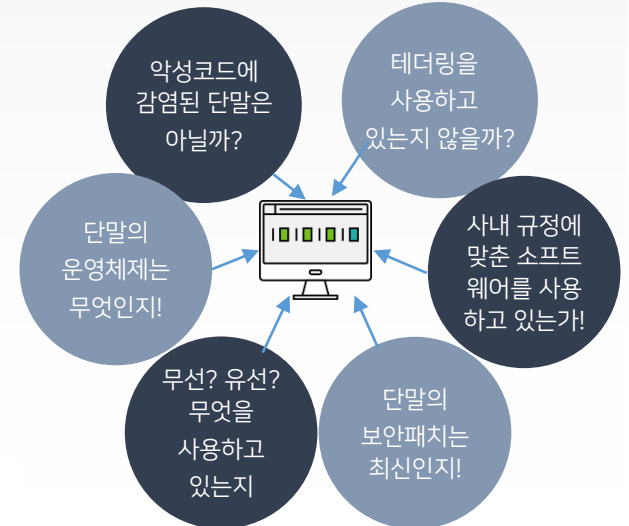 악성코드에
감염된 단말은
아닐까?
테더링을
사용하고
있는지 않을까?
단말의
운영체제는
무엇인지!
사내 규정에
맞춘 소프트
웨어를 사용
하고 있는가!
무선? 유선?
무엇을
사용하고
있는지
단말의
보안패치는
최신인지!